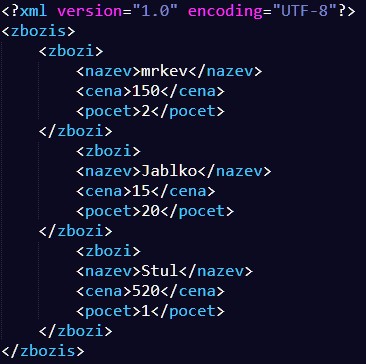 <?xml version="1.0" encoding="UTF-8"?>
<zbozis>
    <zbozi>
        <nazev>mrkev</nazev>
        <cena>150</cena>
        <pocet>2</pocet>
    </zbozi>
        <zbozi>
        <nazev>Jablko</nazev>
        <cena>15</cena>
        <pocet>20</pocet>
    </zbozi>
        <zbozi>
        <nazev>Stul</nazev>
        <cena>520</cena>
        <pocet>1</pocet>
    </zbozi>
</zbozis>